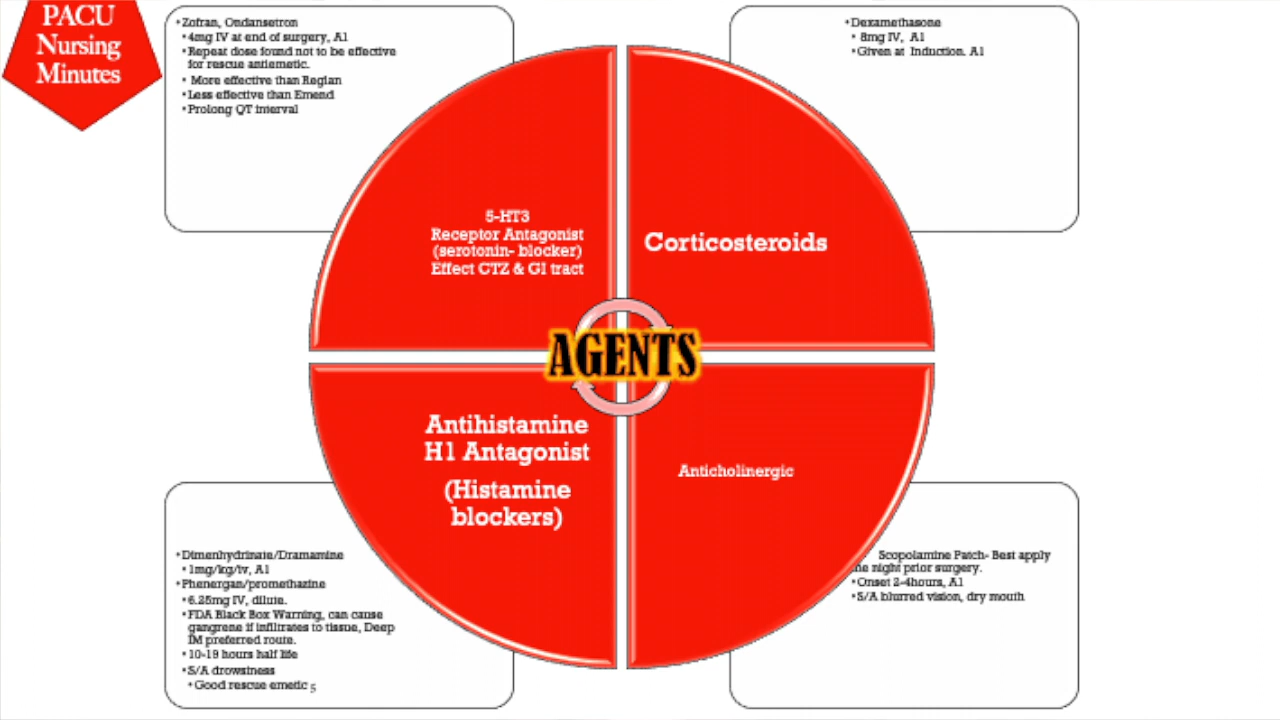 PACU
Nursing
Minutes
•Zofran, Ondansetron
•4mg IV at end of surgery, A1
•Repeat dose found not to be effective
for rescue antiemetic.
• More effective than Reglan
•Less effective than Emend
•Prolong QT interval
•Dexamethasone
• 8mg IV, A1
•Given at Induction. A1
5-HT3
Receptor Antagonist
(serotonin- blocker)
Effect CTZ & GI tract
Corticosteroids
AGENTS
Antihistamine
H1 Antagonist
(Histamine
blockers)
Anticholinergic
•Dimenhydrinate/Dramamine
•1mg/kg/iv, A1
•Phenergan/promethazine
•6.25mg IV, dilute.
•FDA Black Box Warning, can cause
gangrene if infiltrates to tissue, Deep
IM preferred route.
•10-19 hours half life
•S/A drowsiness
•Good rescue emetic 5
Scopolamine Patch- Best apply
he night prior surgery.
•Onset 2-4hours, A1
•S/A blurred vision, dry mouth